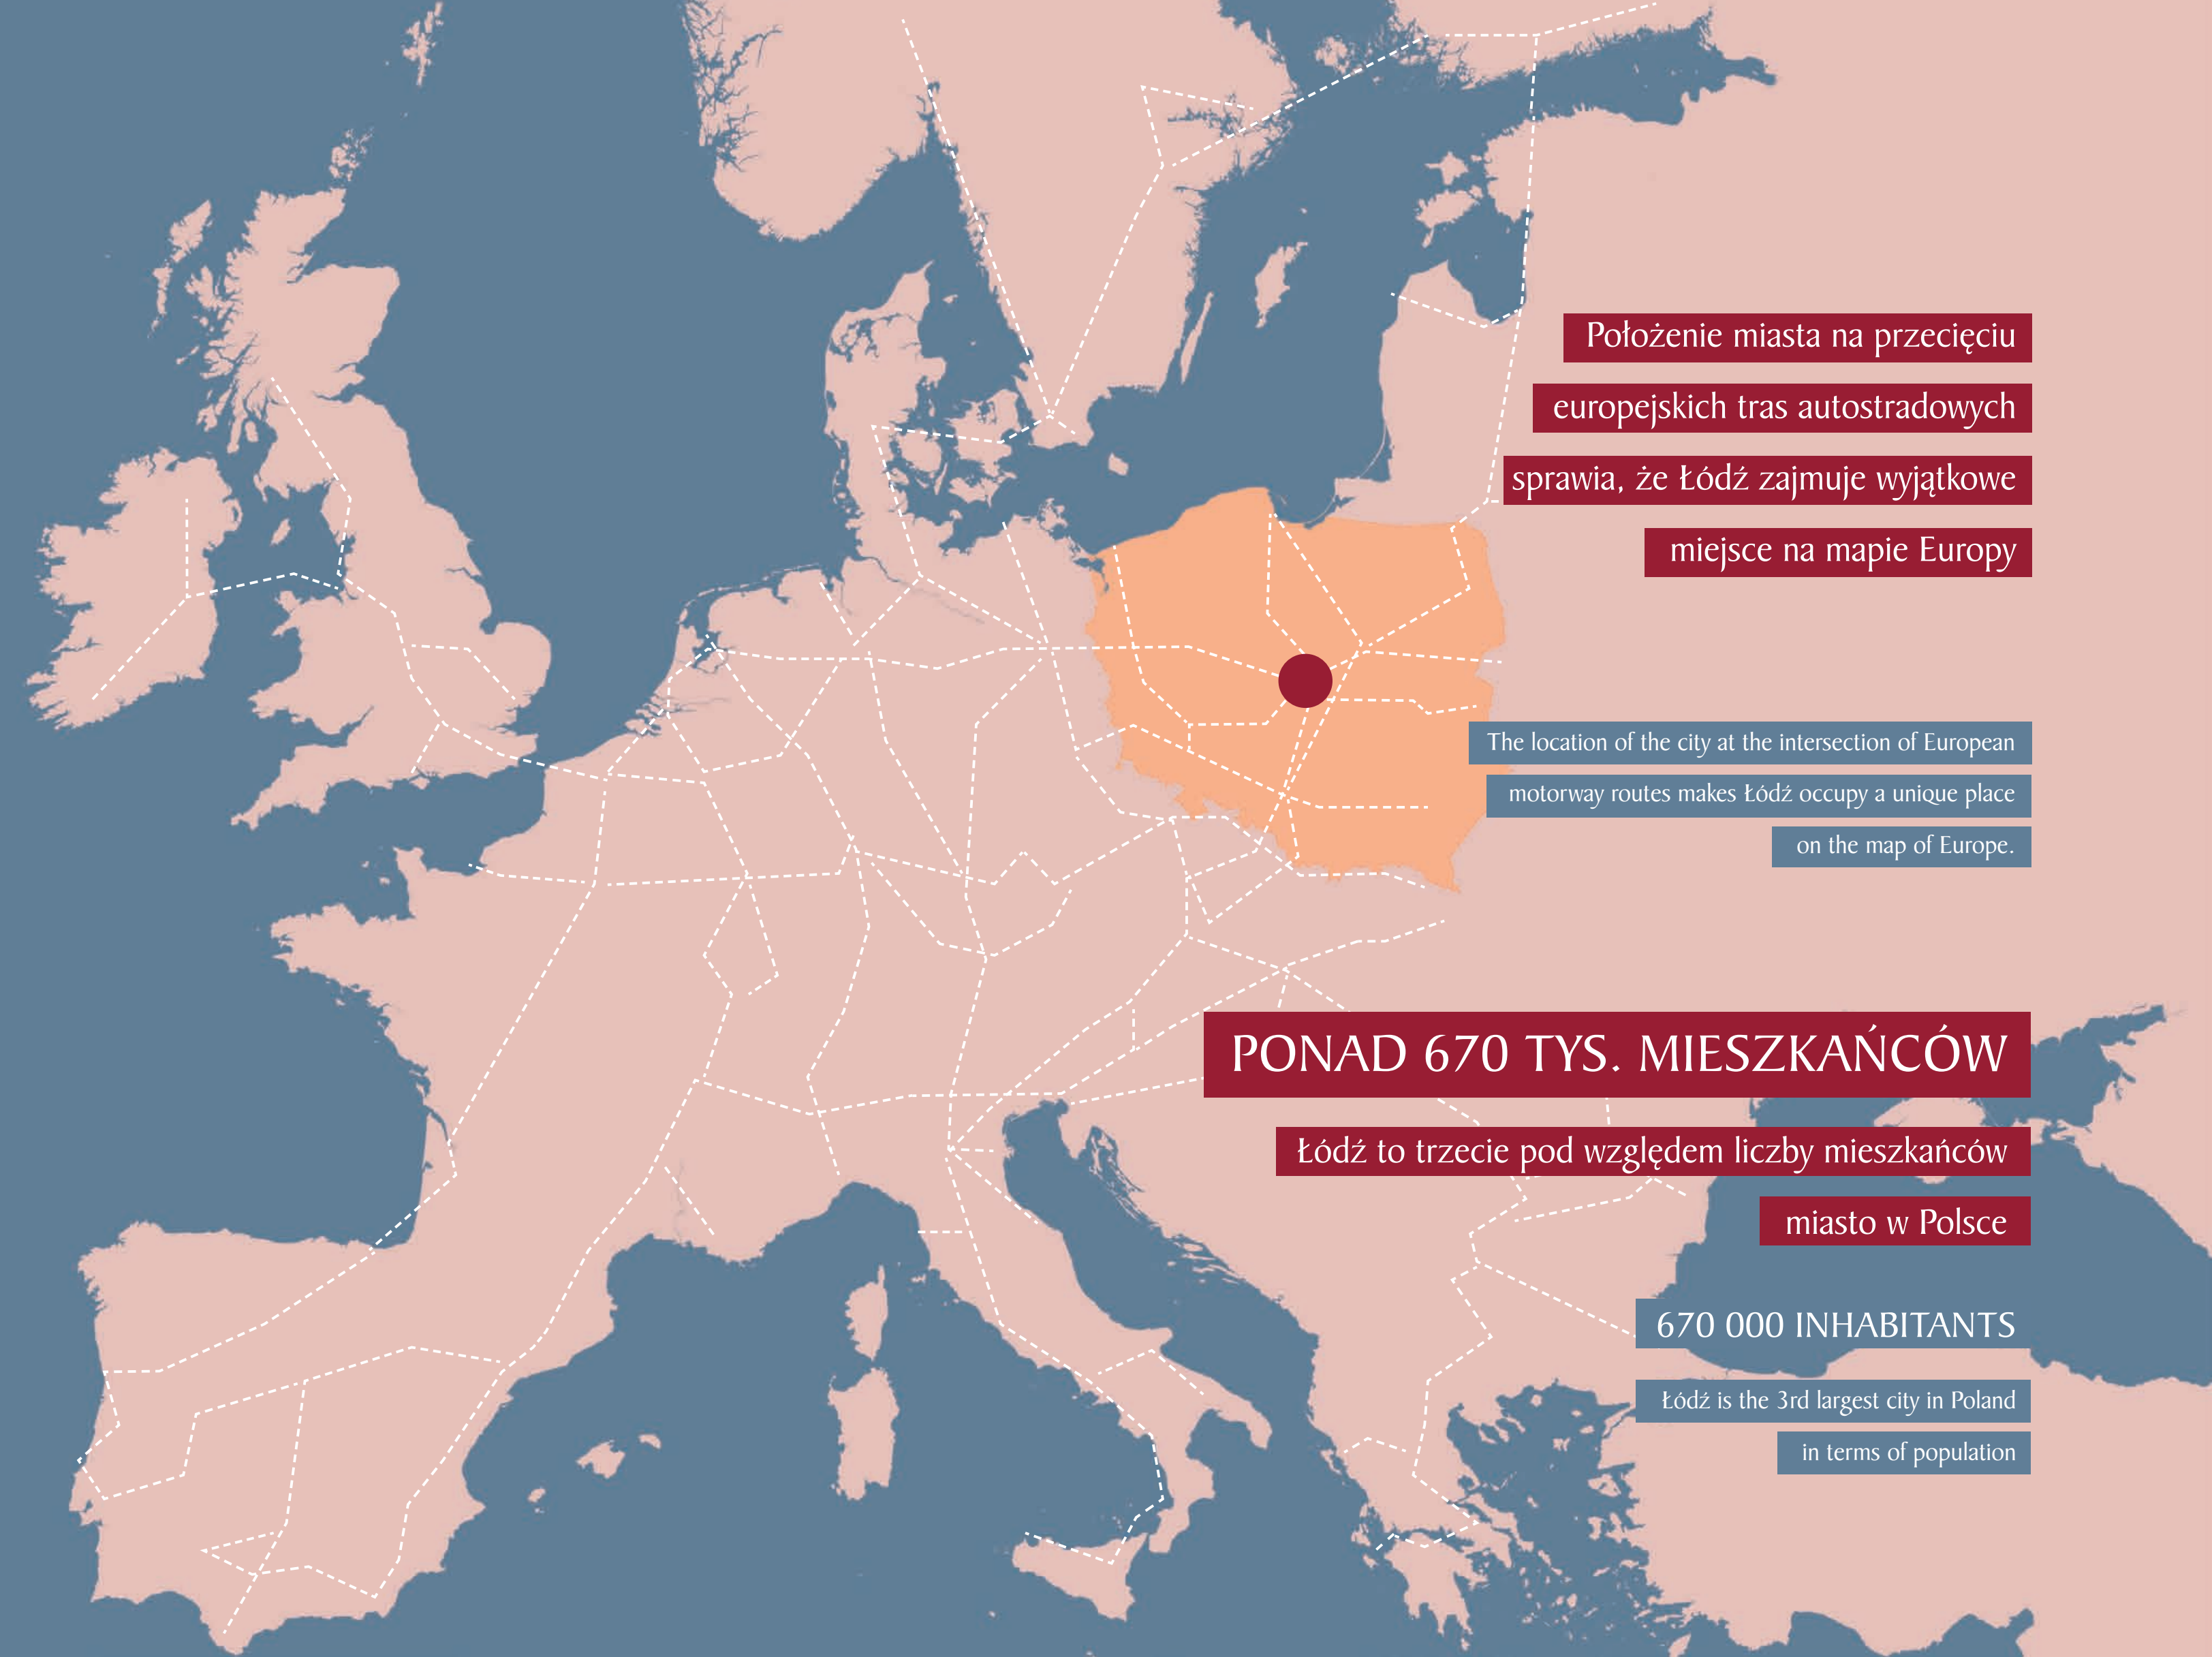 Położenie miasta na przecięciu
europejskich tras autostradowych
sprawia, że Łódź zajmuje wyjątkowe
miejsce na mapie Europy
The location of the city at the intersection of European
motorway routes makes Łódź occupy a unique place
on the map of Europe.
PONAD 670 TYS. MIESZKAŃCÓW
Łódź to trzecie pod względem liczby mieszkańców
miasto w Polsce
670 000 INHABITANTS
Łódź is the 3rd largest city in Poland
in terms of population